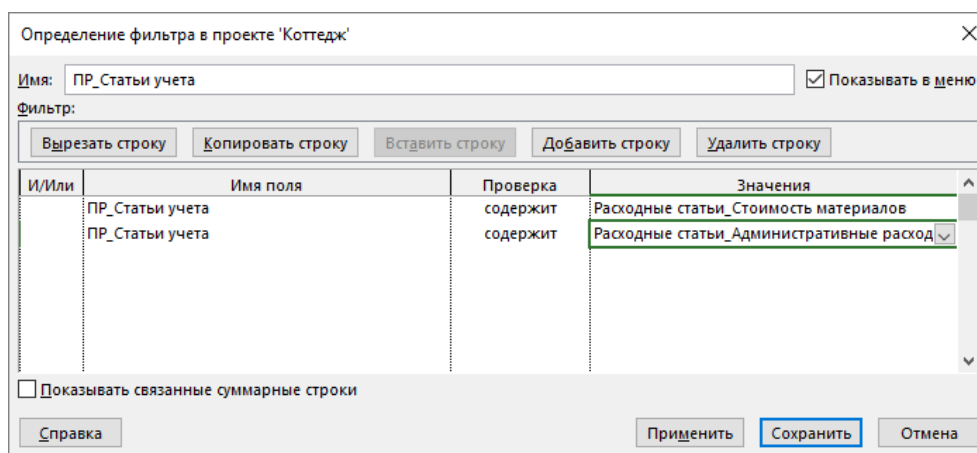 Определение фильтра в проекте 'Коттедж'
Имя: ПР_Статьи учета Показывать в меню
Фильтр:
Вырезать строку Копировать строку Вставить строку Добавить строку Удалить строку
И/Или Имя поля Проверка Значения
ПР_Статьи учета содержит Расходные статьи_Стоимость материалов
ПР_Статьи учета содержит Расходные статьи_Административные расход
Показывать связанные суммарные строки
Справка Применить Сохранить Отмена